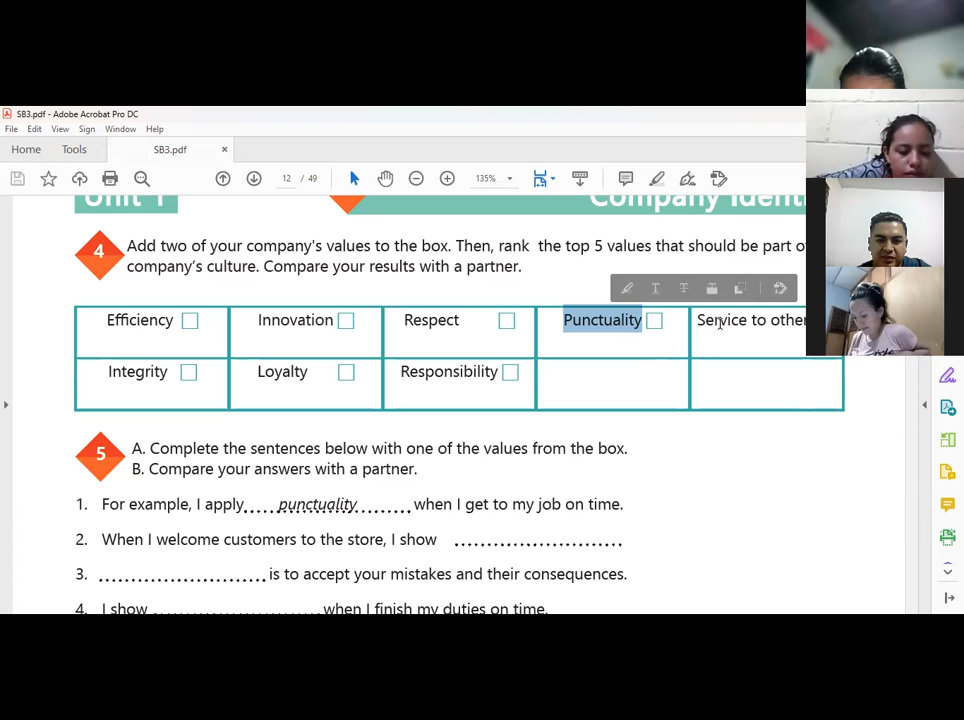 SB3.pdf - Adobe Acrobat Pro DC
File Edit View Sign Window Help
Home Tools SB3.pdf ×
12 / 49 135%
Unit 1 Company Identi
4 Add two of your company's values to the box. Then, rank the top 5 values that should be part o
company's culture. Compare your results with a partner.
Efficiency Innovation Respect Punctuality Service to other
Integrity Loyalty Responsibility
5 A. Complete the sentences below with one of the values from the box.
B. Compare your answers with a partner.
1. For example, I apply.....punctuality........when I get to my job on time.
2. When I welcome customers to the store, I show ........................
3. ........................is to accept your mistakes and their consequences.
4. I show ........................ when I finish my duties on time.